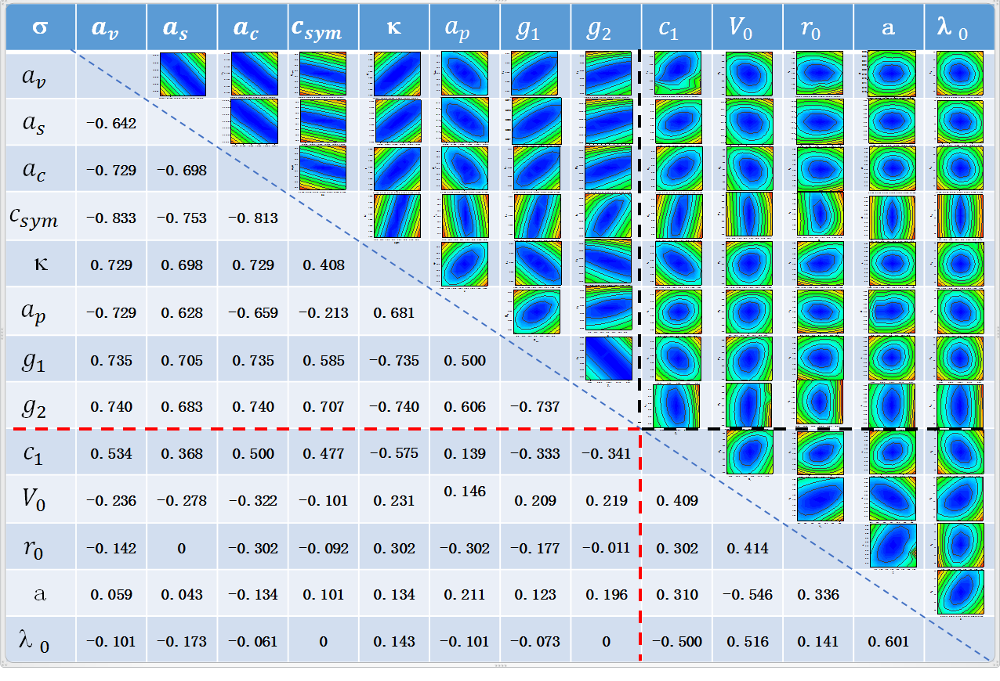 σ a_v a_s a_c c_sym κ a_p g_1 g_2 c_1 V_0 r_0 a λ_0
a_v
a_s -0.642
a_c -0.729 -0.698
c_sym -0.833 -0.753 -0.813
κ 0.729 0.698 0.729 0.408
a_p -0.729 0.628 -0.659 -0.213 0.681
g_1 0.735 0.705 0.735 0.585 -0.735 0.500
g_2 0.740 0.683 0.740 0.707 -0.740 0.606 -0.737
c_1 0.534 0.368 0.500 0.477 -0.575 0.139 -0.333 -0.341
V_0 -0.236 -0.278 -0.322 -0.101 0.231 0.146 0.209 0.219 0.409
r_0 -0.142 0 -0.302 -0.092 0.302 -0.302 -0.177 -0.011 0.302 0.414
a 0.059 0.043 -0.134 0.101 0.134 0.211 0.123 0.196 0.310 -0.546 0.336
λ_0 -0.101 -0.173 -0.061 0 0.143 -0.101 -0.073 0 -0.500 0.516 0.141 0.601